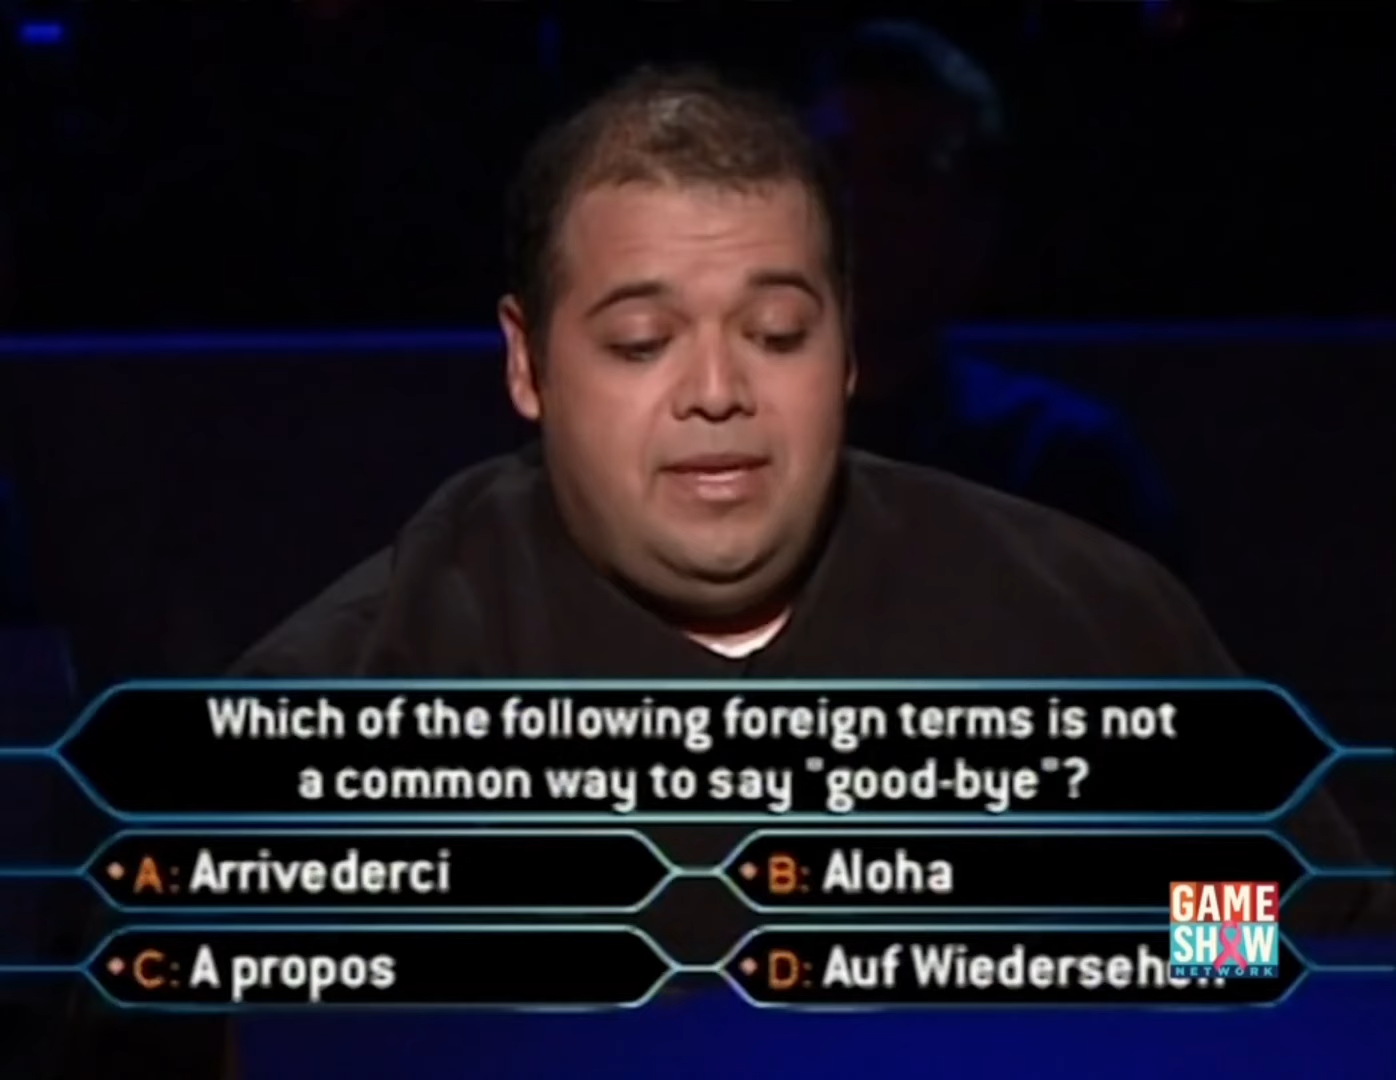 Which of the following foreign terms is not
a common way to say "good-bye"?
A: Arrivederci
B: Aloha
C: A propos
D: Auf Wiedersehen
GAME
SHOW
NETWORK